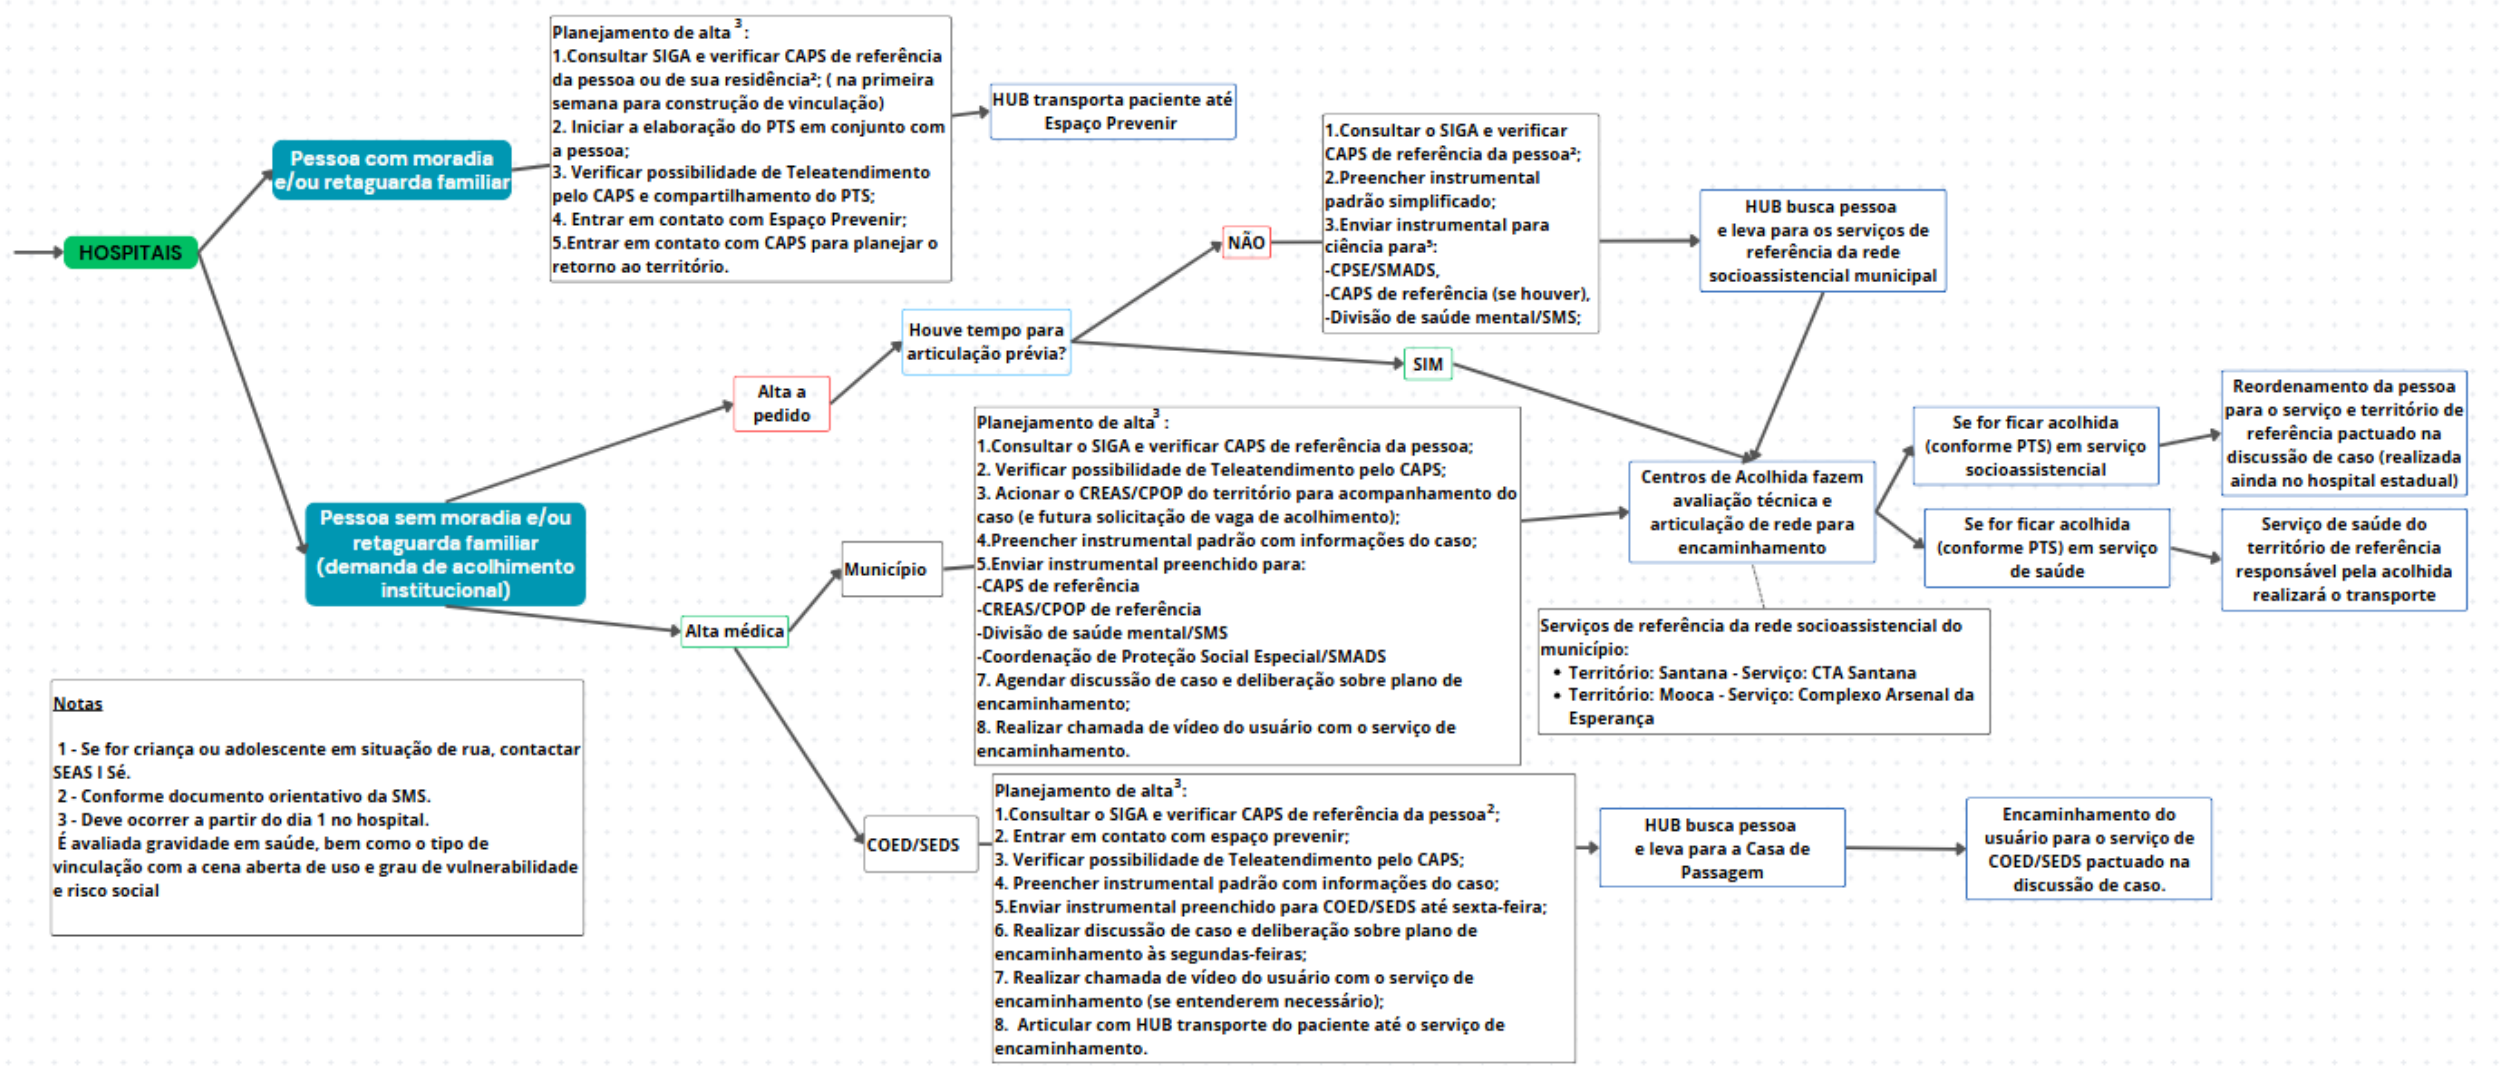 HOSPITAIS
Pessoa com moradia
e/ou retaguarda familiar
Planejamento de alta ³ :
1.Consultar SIGA e verificar CAPS de referência
da pessoa ou de sua residência²; ( na primeira
semana para construção de vinculação)
2. Iniciar a elaboração do PTS em conjunto com
a pessoa;
3. Verificar possibilidade de Teleatendimento
pelo CAPS e compartilhamento do PTS;
4. Entrar em contato com Espaço Prevenir;
5.Entrar em contato com CAPS para planejar o
retorno ao território.
HUB transporta paciente até
Espaço Prevenir
Pessoa sem moradia e/ou
retaguarda familiar
(demanda de acolhimento
institucional)
Alta a
pedido
Houve tempo para
articulação prévia?
NÃO
1.Consultar o SIGA e verificar
CAPS de referência da pessoa²;
2.Preencher instrumental
padrão simplificado;
3.Enviar instrumental para
ciência para⁵:
-CPSE/SMADS,
-CAPS de referência (se houver),
-Divisão de saúde mental/SMS;
HUB busca pessoa
e leva para os serviços de
referência da rede
socioassistencial municipal
SIM
Alta médica
Município
Planejamento de alta³ :
1.Consultar o SIGA e verificar CAPS de referência da pessoa;
2. Verificar possibilidade de Teleatendimento pelo CAPS;
3. Acionar o CREAS/CPOP do território para acompanhamento do
caso (e futura solicitação de vaga de acolhimento);
4.Preencher instrumental padrão com informações do caso;
5.Enviar instrumental preenchido para:
-CAPS de referência
-CREAS/CPOP de referência
-Divisão de saúde mental/SMS
-Coordenação de Proteção Social Especial/SMADS
7. Agendar discussão de caso e deliberação sobre plano de
encaminhamento;
8. Realizar chamada de vídeo do usuário com o serviço de
encaminhamento.
Centros de Acolhida fazem
avaliação técnica e
articulação de rede para
encaminhamento
Se for ficar acolhida
(conforme PTS) em serviço
socioassistencial
Reordenamento da pessoa
para o serviço e território de
referência pactuado na
discussão de caso (realizada
ainda no hospital estadual)
Se for ficar acolhida
(conforme PTS) em serviço
de saúde
Serviço de saúde do
território de referência
responsável pela acolhida
realizará o transporte
Serviços de referência da rede socioassistencial do
município:
• Território: Santana - Serviço: CTA Santana
• Território: Mooca - Serviço: Complexo Arsenal da
Esperança
COED/SEDS
Planejamento de alta³:
1.Consultar o SIGA e verificar CAPS de referência da pessoa²;
2. Entrar em contato com espaço prevenir;
3. Verificar possibilidade de Teleatendimento pelo CAPS;
4. Preencher instrumental padrão com informações do caso;
5.Enviar instrumental preenchido para COED/SEDS até sexta-feira;
6. Realizar discussão de caso e deliberação sobre plano de
encaminhamento às segundas-feiras;
7. Realizar chamada de vídeo do usuário com o serviço de
encaminhamento (se entenderem necessário);
8. Articular com HUB transporte do paciente até o serviço de
encaminhamento.
HUB busca pessoa
e leva para a Casa de
Passagem
Encaminhamento do
usuário para o serviço de
COED/SEDS pactuado na
discussão de caso.
Notas
1 - Se for criança ou adolescente em situação de rua, contactar
SEAS I Sé.
2 - Conforme documento orientativo da SMS.
3 - Deve ocorrer a partir do dia 1 no hospital.
É avaliada gravidade em saúde, bem como o tipo de
vinculação com a cena aberta de uso e grau de vulnerabilidade
e risco social